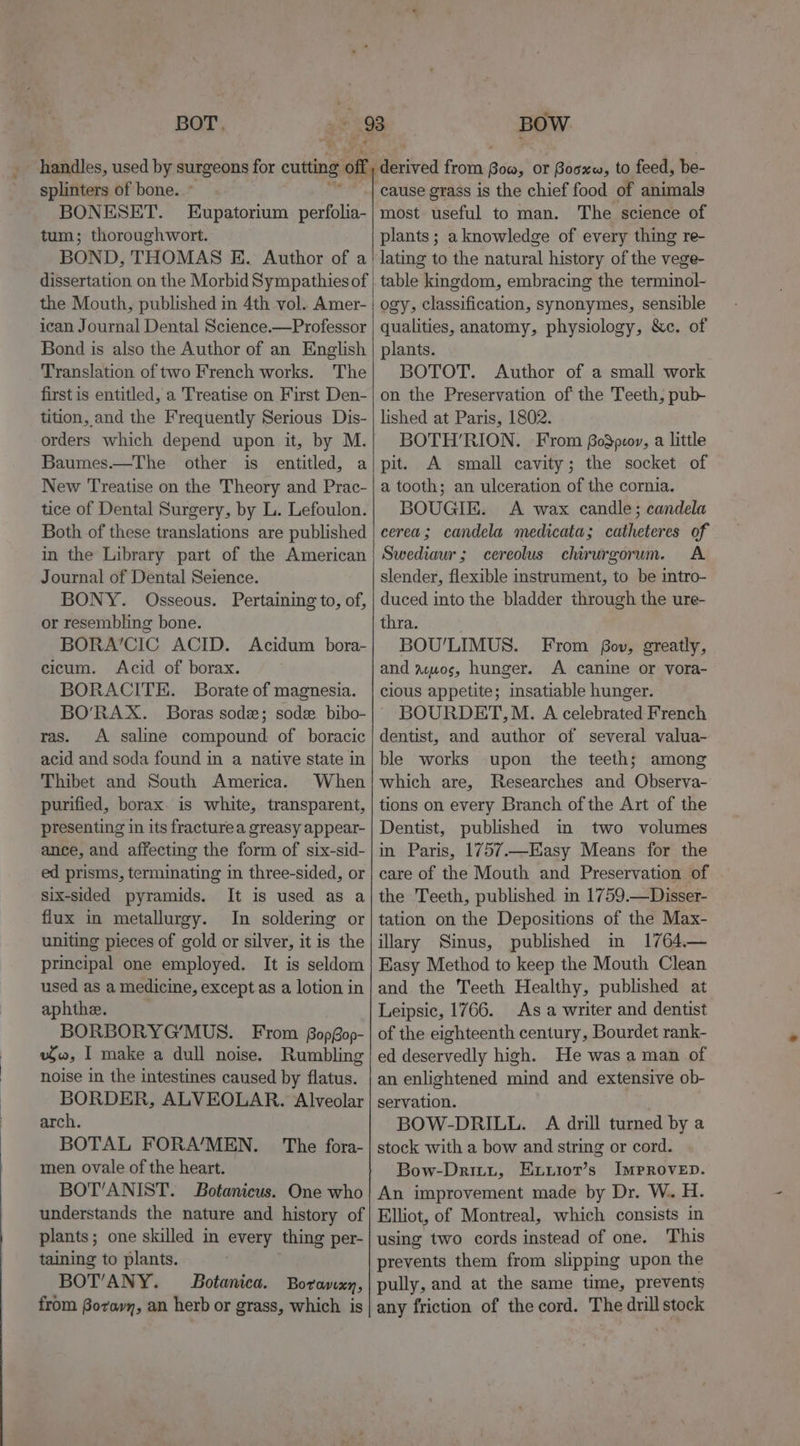 BOT. 93 BOW
handles, used by surgeons for cutting off
splinters of bone.
BONESET. Eupatorium perfolia-
tum; thoroughwort.
BOND, THOMAS E. Author of a
dissertation on the Morbid Sympathies of
the Mouth, published in 4th vol. Amer-
ican Journal Dental Science.—Professor
Bond is also the Author of an English
Translation of two French works. The
first is entitled, a Treatise on First Den-
tition, and the Frequently Serious Dis-
orders which depend upon it, by M.
Baumes.—The other is entitled, a
New Treatise on the Theory and Prac-
tice of Dental Surgery, by L. Lefoulon.
Both of these translations are published
in the Library part of the American
Journal of Dental Science.
BONY. Osseous. Pertaining to, of,
or resembling bone.
BORA'CIC ACID. Acidum bora-
cicum. Acid of borax.
BORACITE. Borate of magnesia.
BO'RAX. Boras sodæ; sodæ bibo-
ras. A saline compound of boracic
acid and soda found in a native state in
Thibet and South America. When
purified, borax is white, transparent,
presenting in its fracture a greasy appear-
ance, and affecting the form of six-sid-
ed prisms, terminating in three-sided, or
six-sided pyramids. It is used as a
flux in metallurgy. In soldering or
uniting pieces of gold or silver, it is the
principal one employed. It is seldom
used as a medicine, except as a lotion in
aphthæ.
BORBORYG'MUS. From βορβορ-
υζω, I make a dull noise. Rumbling
noise in the intestines caused by flatus.
BORDER, ALVEOLAR. Alveolar
arch.
BOTAL FORA'MEN. The fora-
men ovale of the heart.
BOT'ANIST. Botanicus. One who
understands the nature and history of
plants; one skilled in every thing per-
taining to plants.
BOT'ANY. Botanica. Βοτανιχη,
from βοτανη, an herb or grass, which is
derived from βοω, or βοσχω, to feed, be-
cause grass is the chief food of animals
most useful to man. The science of
plants; a knowledge of every thing re-
lating to the natural history of the vege-
table kingdom, embracing the terminol-
ogy, classification, synonymes, sensible
qualities, anatomy, physiology, &c. of
plants.
BOTOT. Author of a small work
on the Preservation of the Teeth, pub-
lished at Paris, 1802.
BOTH'RION. From βοθριον, a little
pit. A small cavity; the socket of
a tooth; an ulceration of the cornia.
BOUGIE. A wax candle; candela
cerea; candela medicata; catheteres of
Swediaur; cereolus chirurgorum. A
slender, flexible instrument, to be intro-
duced into the bladder through the ure-
thra.
BOU'LIMUS. From βου, greatly,
and λιμος, hunger. A canine or vora-
cious appetite; insatiable hunger.
BOURDET, M. A celebrated French
dentist, and author of several valua-
ble works upon the teeth; among
which are, Researches and Observa-
tions on every Branch of the Art of the
Dentist, published in two volumes
in Paris, 1757.—Easy Means for the
care of the Mouth and Preservation of
the Teeth, published in 1759.—Disser-
tation on the Depositions of the Max-
illary Sinus, published in 1764.—
Easy Method to keep the Mouth Clean
and the Teeth Healthy, published at
Leipsic, 1766. As a writer and dentist
of the eighteenth century, Bourdet rank-
ed deservedly high. He was a man of
an enlightened mind and extensive ob-
servation.
BOW-DRILL. A drill turned by a
stock with a bow and string or cord.
Bow-Drill, Elliot's Improved.
An improvement made by Dr. W. H.
Elliot, of Montreal, which consists in
using two cords instead of one. This
prevents them from slipping upon the
pully, and at the same time, prevents
any friction of the cord. The drill stock